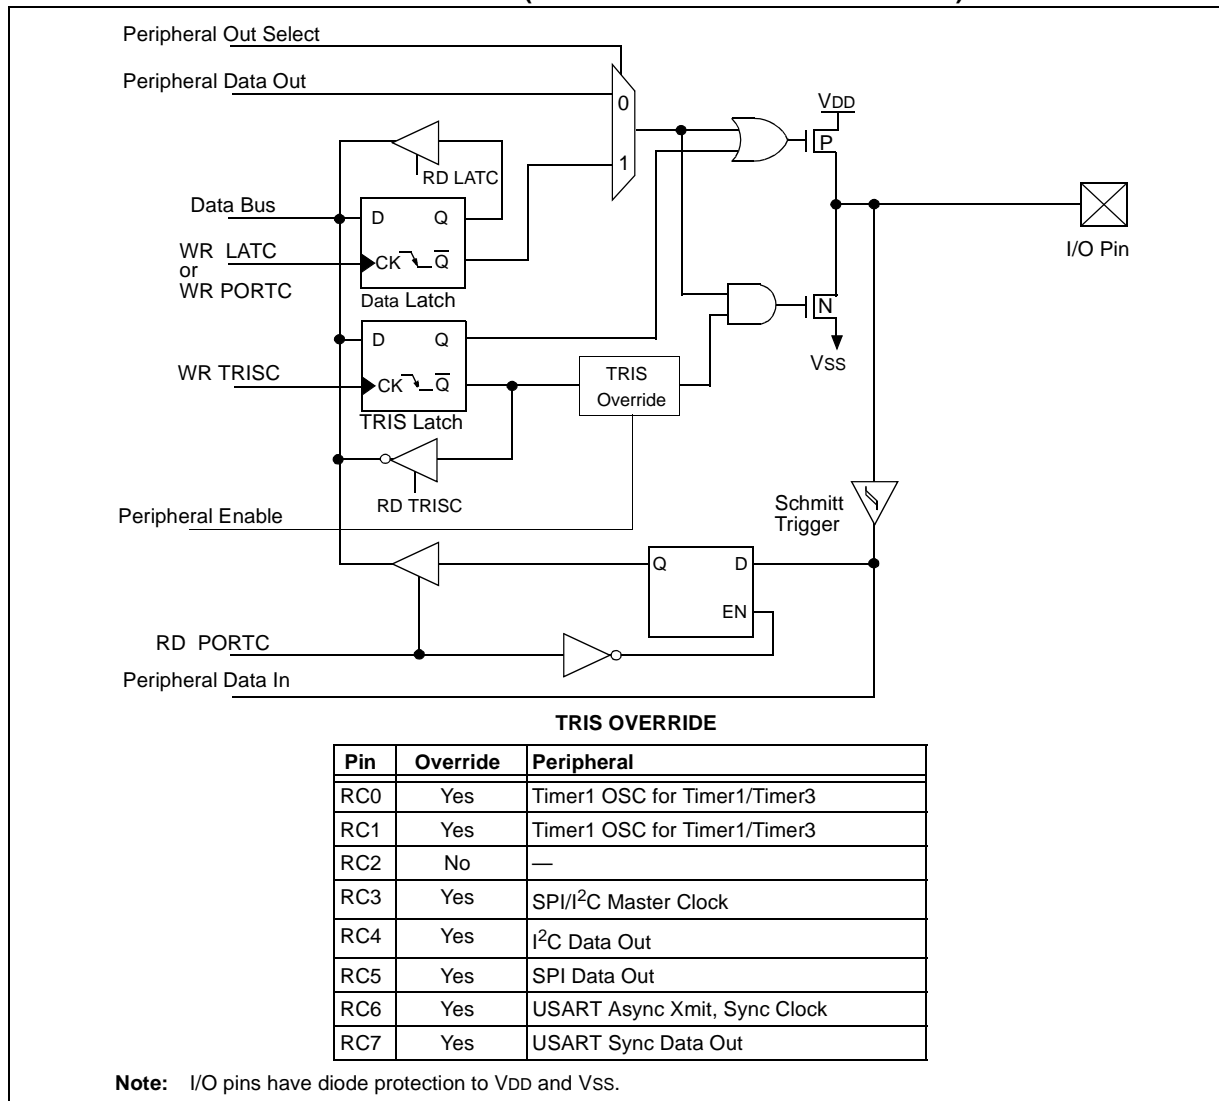 Peripheral Out Select
Peripheral Data Out
0
1
VDD
P
RD LATC
Data Bus
D Q
WR LATC
or
WR PORTC
CK Q̅
Data Latch
I/O Pin
N
VSS
D Q
WR TRISC
CK Q̅
TRIS Latch
TRIS
Override
RD TRISC
Schmitt
Trigger
Peripheral Enable
Q D
EN
RD PORTC
Peripheral Data In
TRIS OVERRIDE
Pin Override Peripheral
RC0 Yes Timer1 OSC for Timer1/Timer3
RC1 Yes Timer1 OSC for Timer1/Timer3
RC2 No —
RC3 Yes SPI/I²C Master Clock
RC4 Yes I²C Data Out
RC5 Yes SPI Data Out
RC6 Yes USART Async Xmit, Sync Clock
RC7 Yes USART Sync Data Out
Note: I/O pins have diode protection to VDD and VSS.